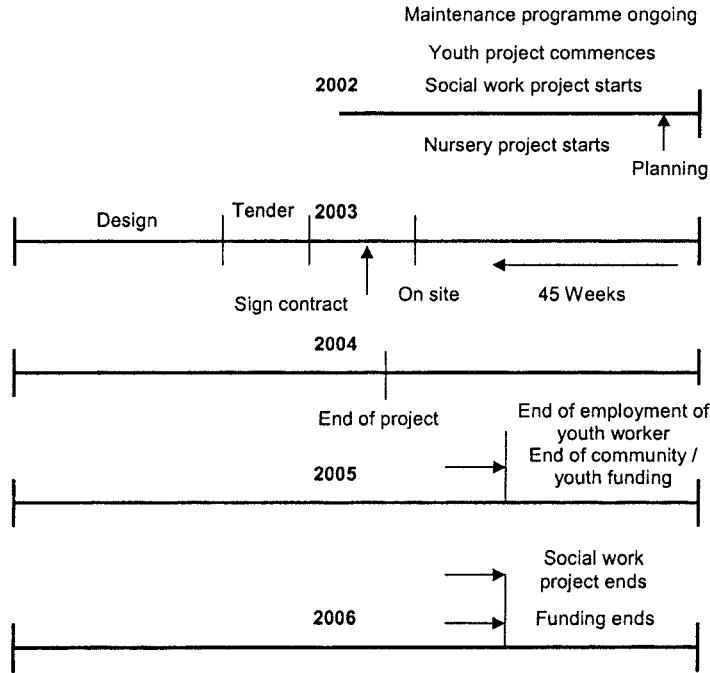 Maintenance programme ongoing
Youth project commences
2002 Social work project starts
Nursery project starts
Planning
Design Tender 2003
Sign contract On site 45 Weeks
2004
End of project
End of employment of
youth worker
End of community /
2005 youth funding
Social work
project ends
2006 Funding ends